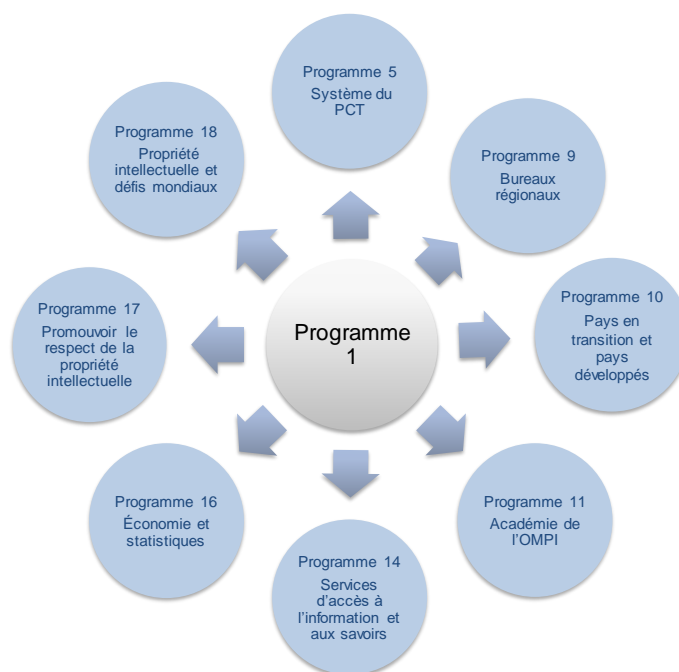 Programme 5
Système du
PCT
Programme 9
Bureaux
régionaux
Programme 10
Pays en
transition et
pays
développés
Programme 11
Académie de
l'OMPI
Programme 14
Services
d'accès à
l'information et
aux savoirs
Programme 16
Économie et
statistiques
Programme 17
Promouvoir le
respect de la
propriété
intellectuelle
Programme 18
Propriété
intellectuelle et
défis mondiaux
Programme
1